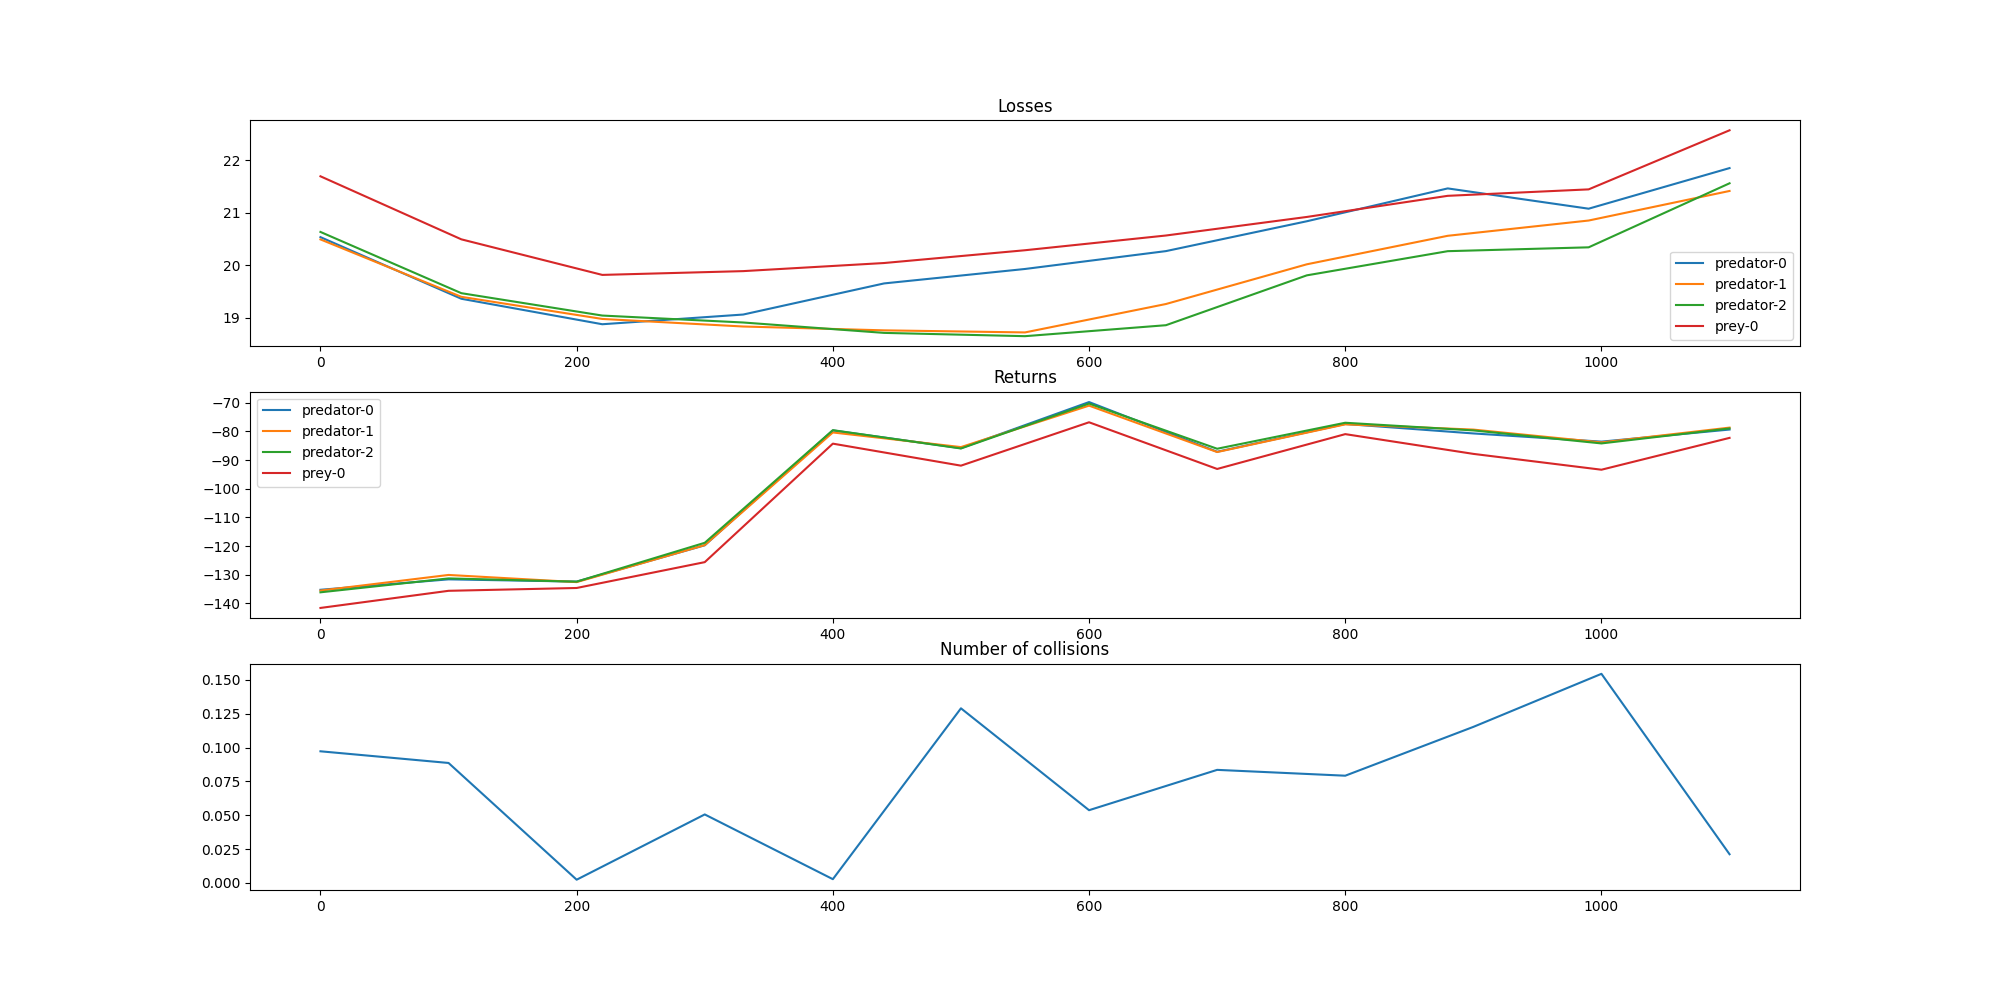 Losses
22
21
20
19
predator-0
predator-1
predator-2
prey-0
0 200 400 600 800 1000
Returns
−70
−80
−90
−100
−110
−120
−130
−140
predator-0
predator-1
predator-2
prey-0
0 200 400 600 800 1000
Number of collisions
0.150
0.125
0.100
0.075
0.050
0.025
0.000
0 200 400 600 800 1000